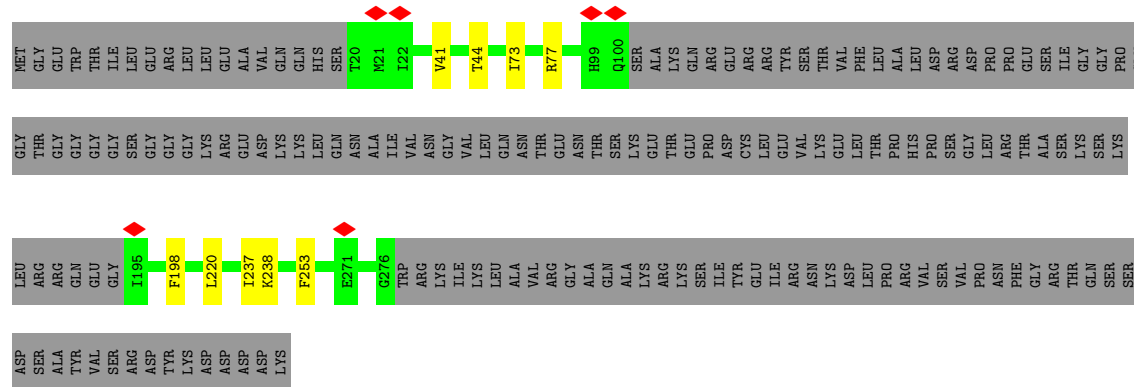 MET GLY GLU TRP THR ILE LEU GLU ARG LEU LEU GLU ALA VAL GLN GLN HIS SER T20 M21 I22 V41 T44 I73 R77 H99 Q100 SER ALA LYS GLN ARG GLU ARG ARG TYR SER THR VAL PHE LEU ALA LEU ASP ARG ASP PRO PRO GLU SER ILE GLY GLY PRO
GLY THR GLY GLY GLY GLY SER GLY GLY GLY LYS ARG GLU ASP LYS LYS LEU GLN ASN ALA ILE VAL ASN GLY VAL LEU GLN ASN THR GLU ASN THR SER LYS GLU THR GLU PRO ASP CYS LEU GLU VAL LYS GLU LEU THR PRO HIS PRO SER GLY LEU ARG THR ALA SER LYS SER LYS
LEU ARG ARG GLN GLU GLY I195 F198 L220 I237 K238 F253 E271 G276 TRP ARG LYS ILE LYS LEU ALA VAL ARG GLY ALA GLN ALA LYS ARG LYS SER ILE TYR GLU ILE ARG ASN LYS ASP LEU PRO ARG VAL SER VAL PRO ASN PHE GLY ARG THR GLN SER SER
ASP SER ALA TYR VAL SER ARG ASP TYR LYS ASP ASP ASP ASP LYS